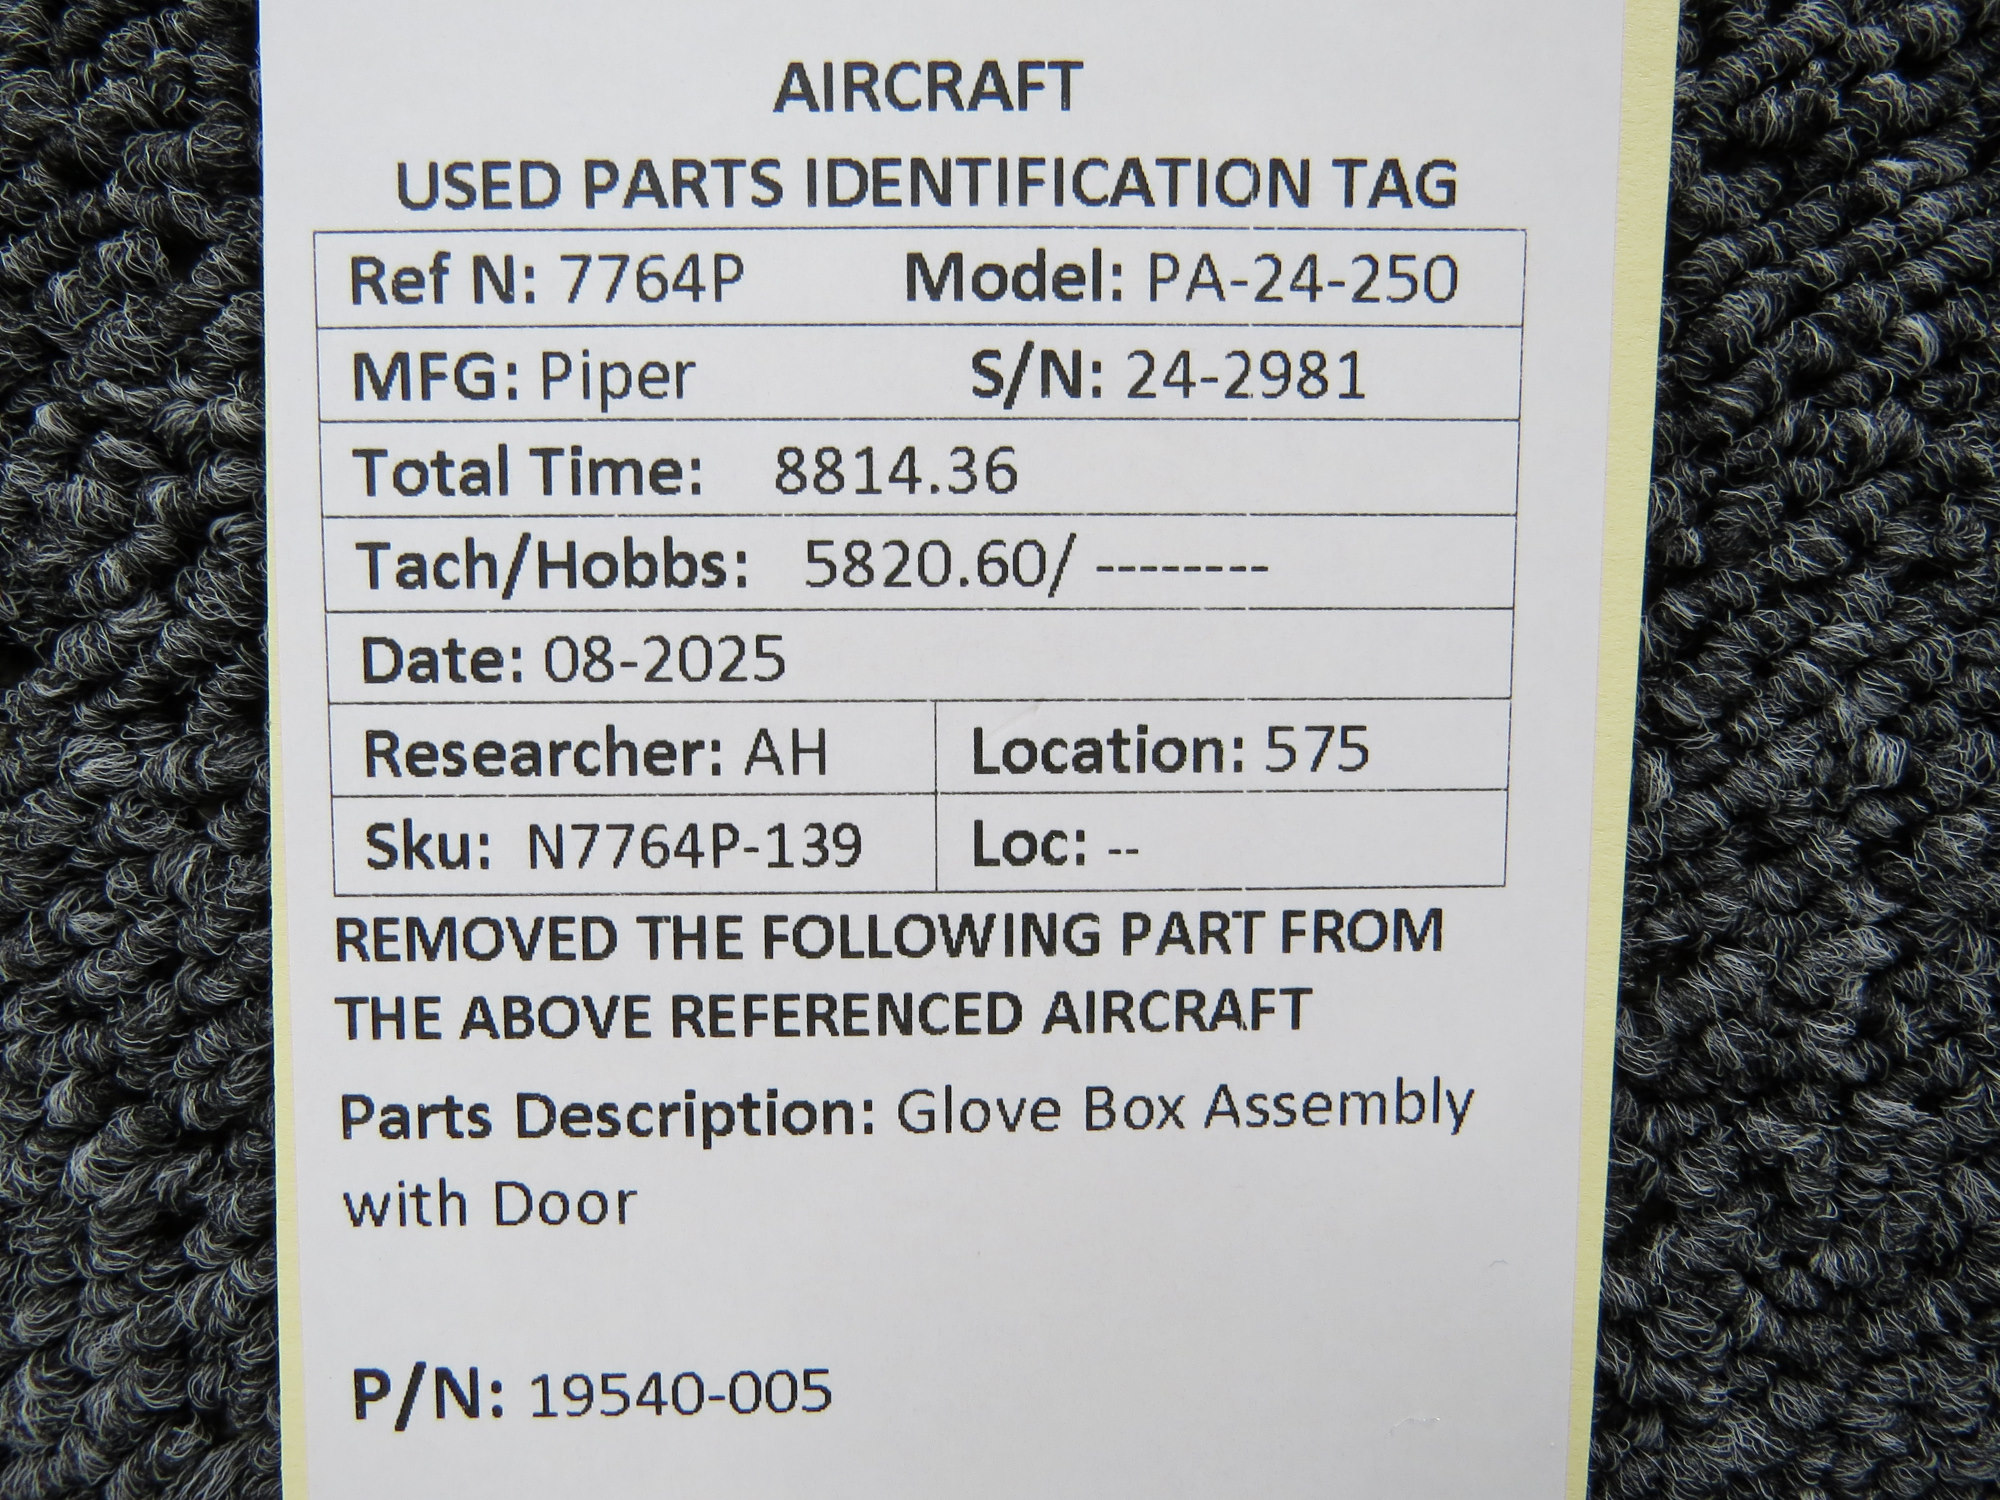 AIRCRAFT
USED PARTS IDENTIFICATION TAG
Ref N: 7764P Model: PA-24-250
MFG: Piper S/N: 24-2981
Total Time: 8814.36
Tach/Hobbs: 5820.60/ --------
Date: 08-2025
Researcher: AH Location: 575
Sku: N7764P-139 Loc: --
REMOVED THE FOLLOWING PART FROM
THE ABOVE REFERENCED AIRCRAFT
Parts Description: Glove Box Assembly
with Door
P/N: 19540-005